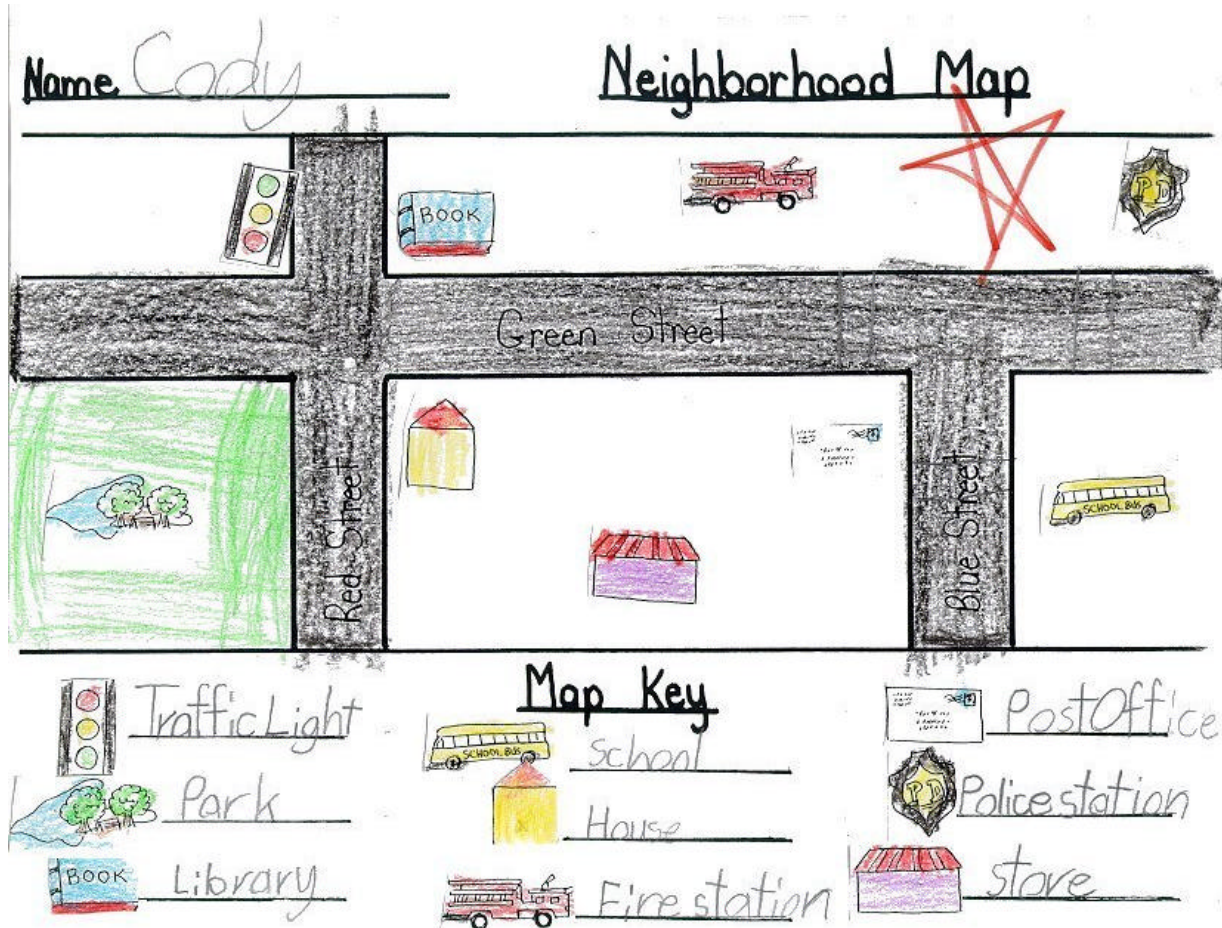 Name Cody
Neighborhood Map
BOOK
PD
Green Street
Red Street
Blue Street
SCHOOL BUS
Map Key
Traffic Light
SCHOOL BUS
School
Post Office
Park
House
PD
Police station
BOOK
Library
Fire station
store